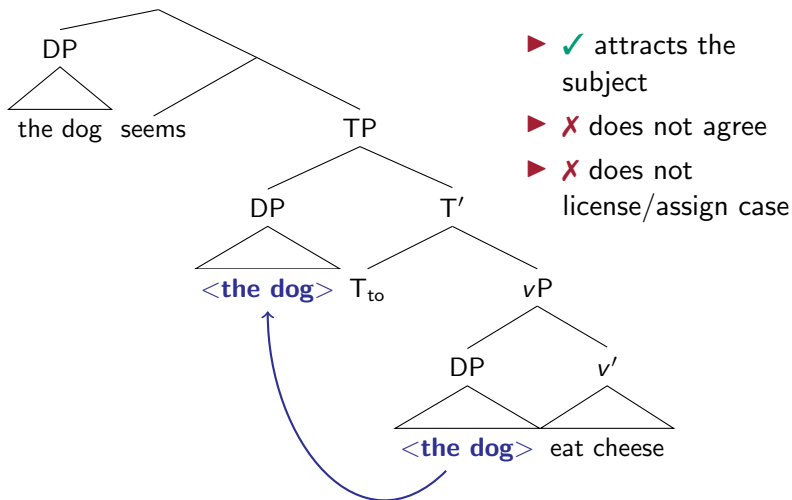 DP
the dog seems
TP
DP T′
<the dog> T_to vP
DP v′
<the dog> eat cheese
► ✓ attracts the
subject
► ✗ does not agree
► ✗ does not
license/assign case